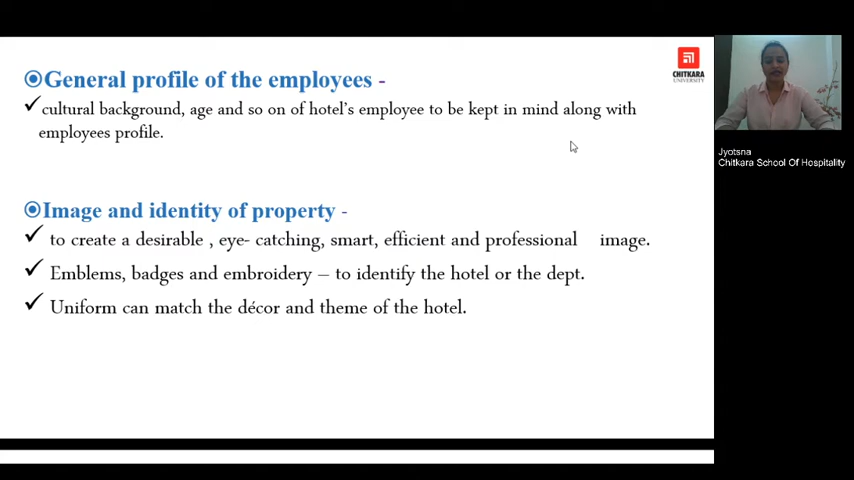 General profile of the employees -
cultural background, age and so on of hotel's employee to be kept in mind along with
employees profile.
Image and identity of property -
to create a desirable , eye- catching, smart, efficient and professional image.
Emblems, badges and embroidery – to identify the hotel or the dept.
Uniform can match the décor and theme of the hotel.
CHITKARA
UNIVERSITY
Jyotsna
Chitkara School Of Hospitality